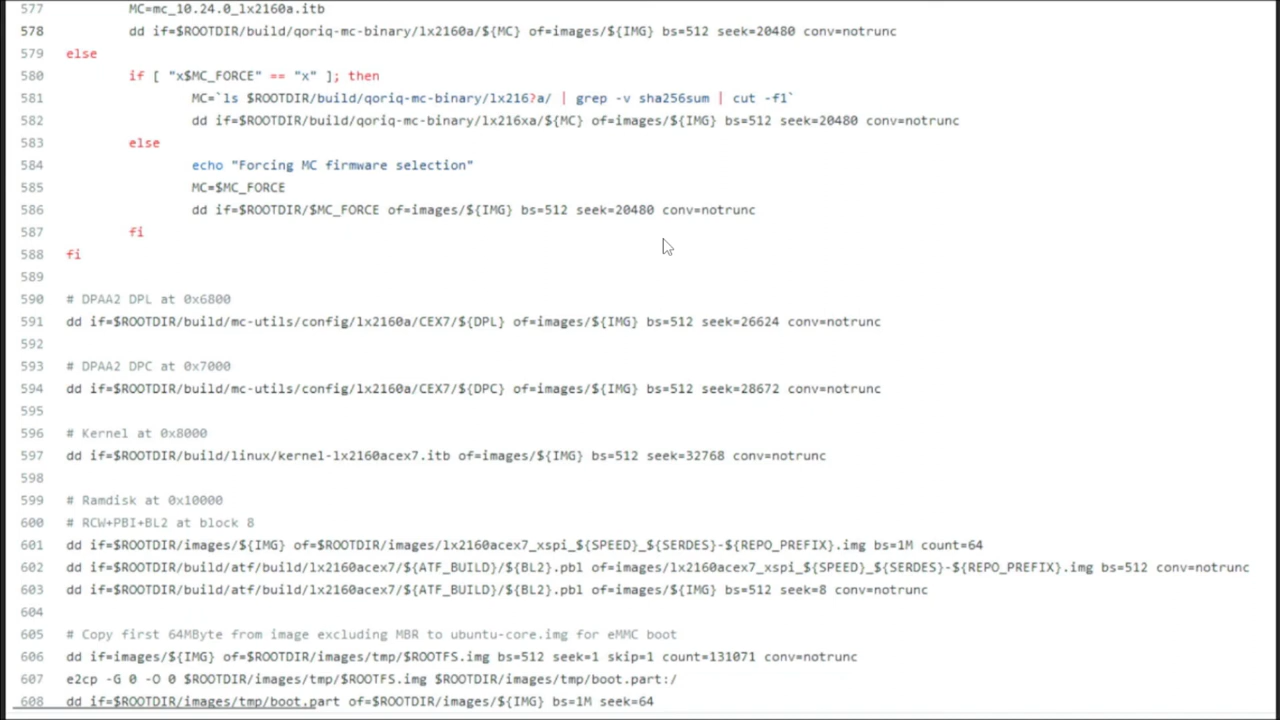 577 MC=mc_10.24.0_lx2160a.itb
578 dd if=$ROOTDIR/build/qoriq-mc-binary/lx2160a/${MC} of=images/${IMG} bs=512 seek=20480 conv=notrunc
579 else
580 if [ "x$MC_FORCE" == "x" ]; then
581 MC=`ls $ROOTDIR/build/qoriq-mc-binary/lx216?a/ | grep -v sha256sum | cut -f1`
582 dd if=$ROOTDIR/build/qoriq-mc-binary/lx216xa/${MC} of=images/${IMG} bs=512 seek=20480 conv=notrunc
583 else
584 echo "Forcing MC firmware selection"
585 MC=$MC_FORCE
586 dd if=$ROOTDIR/$MC_FORCE of=images/${IMG} bs=512 seek=20480 conv=notrunc
587 fi
588 fi
589
590 # DPAA2 DPL at 0x6800
591 dd if=$ROOTDIR/build/mc-utils/config/lx2160a/CEX7/${DPL} of=images/${IMG} bs=512 seek=26624 conv=notrunc
592
593 # DPAA2 DPC at 0x7000
594 dd if=$ROOTDIR/build/mc-utils/config/lx2160a/CEX7/${DPC} of=images/${IMG} bs=512 seek=28672 conv=notrunc
595
596 # Kernel at 0x8000
597 dd if=$ROOTDIR/build/linux/kernel-lx2160acex7.itb of=images/${IMG} bs=512 seek=32768 conv=notrunc
598
599 # Ramdisk at 0x10000
600 # RCW+PBI+BL2 at block 8
601 dd if=$ROOTDIR/images/${IMG} of=$ROOTDIR/images/lx2160acex7_xspi_${SPEED}_${SERDES}-${REPO_PREFIX}.img bs=1M count=64
602 dd if=$ROOTDIR/build/atf/build/lx2160acex7/${ATF_BUILD}/${BL2}.pbl of=images/lx2160acex7_xspi_${SPEED}_${SERDES}-${REPO_PREFIX}.img bs=512 conv=notrunc
603 dd if=$ROOTDIR/build/atf/build/lx2160acex7/${ATF_BUILD}/${BL2}.pbl of=images/${IMG} bs=512 seek=8 conv=notrunc
604
605 # Copy first 64MByte from image excluding MBR to ubuntu-core.img for eMMC boot
606 dd if=images/${IMG} of=$ROOTDIR/images/tmp/$ROOTFS.img bs=512 seek=1 skip=1 count=131071 conv=notrunc
607 e2cp -G 0 -O 0 $ROOTDIR/images/tmp/$ROOTFS.img $ROOTDIR/images/tmp/boot.part:/
608 dd if=$ROOTDIR/images/tmp/boot.part of=$ROOTDIR/images/${IMG} bs=1M seek=64